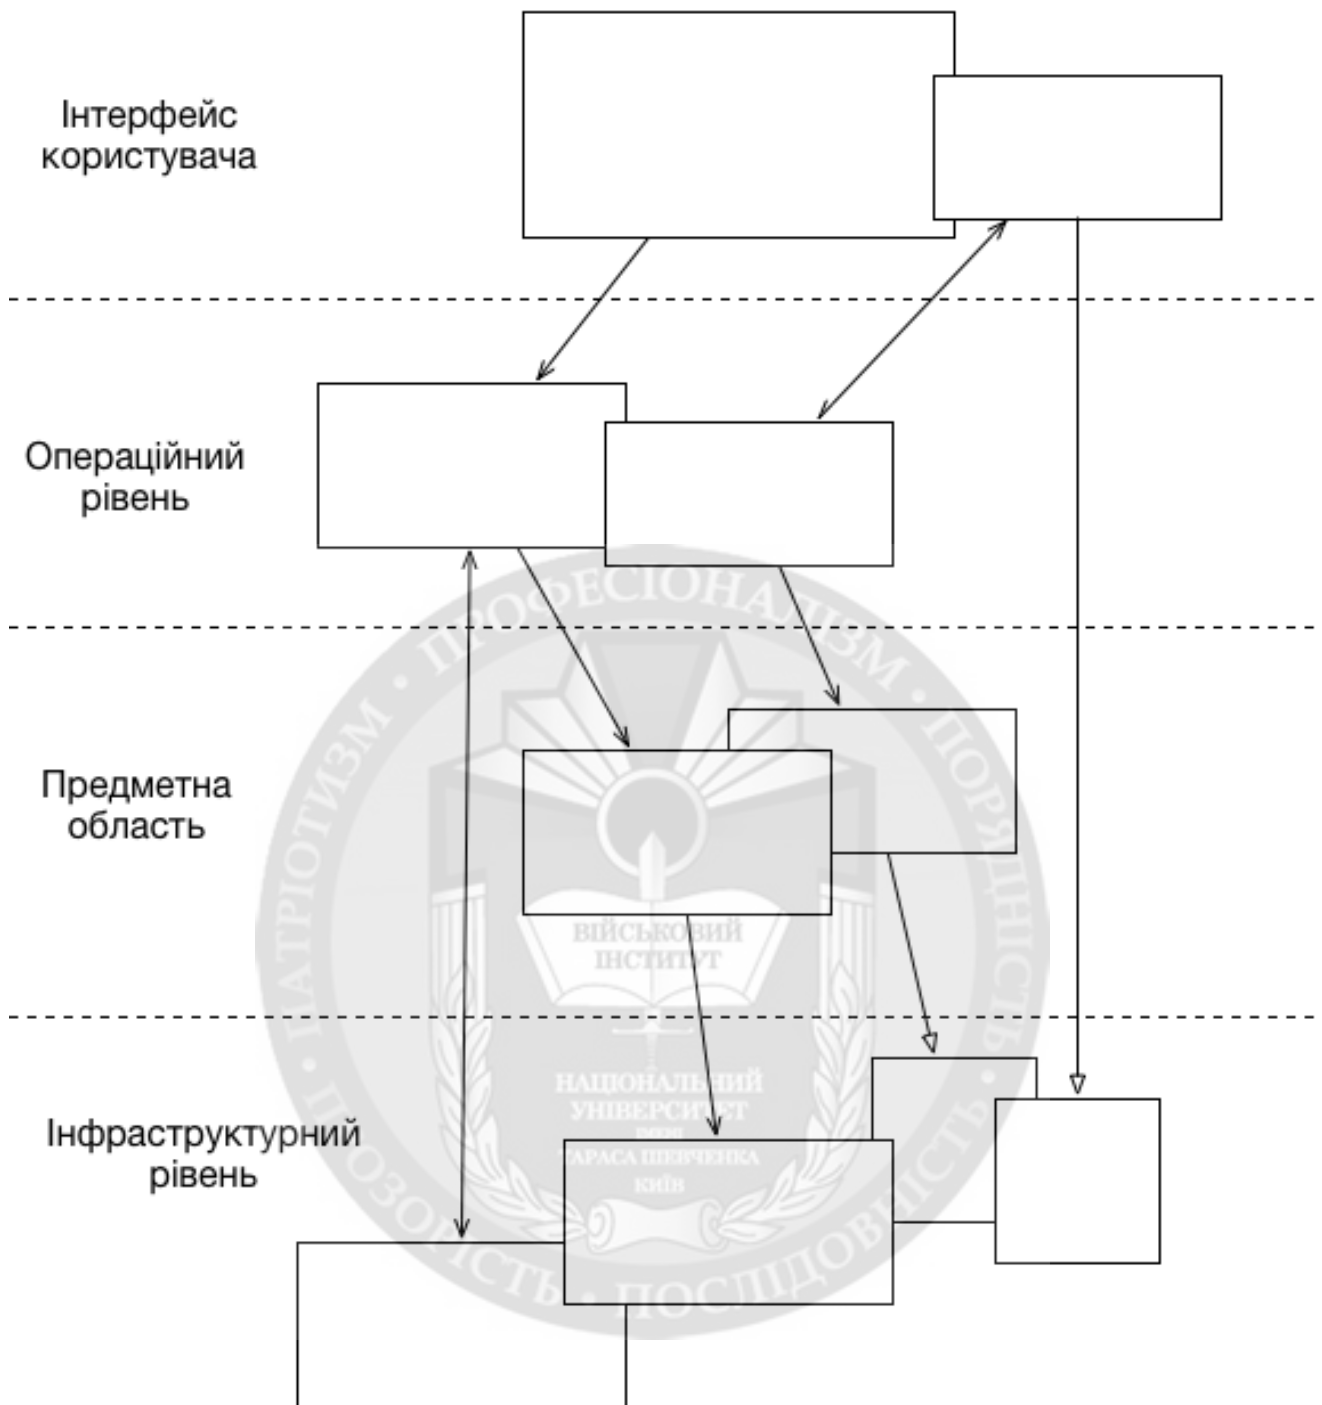 Інтерфейс
користувача
Операційний
рівень
ПАТРІОТИЗМ • ПРОФЕСІОНАЛІЗМ • ПОРЯДНІСТЬ • ПОСЛІДОВНІСТЬ • ПРОЗОРІСТЬ •
Предметна
область
ВІЙСЬКОВИЙ
ІНСТИТУТ
НАЦІОНАЛЬНИЙ
УНІВЕРСИТЕТ
ІМЕНІ
ТАРАСА ШЕВЧЕНКА
КИЇВ
Інфраструктурний
рівень